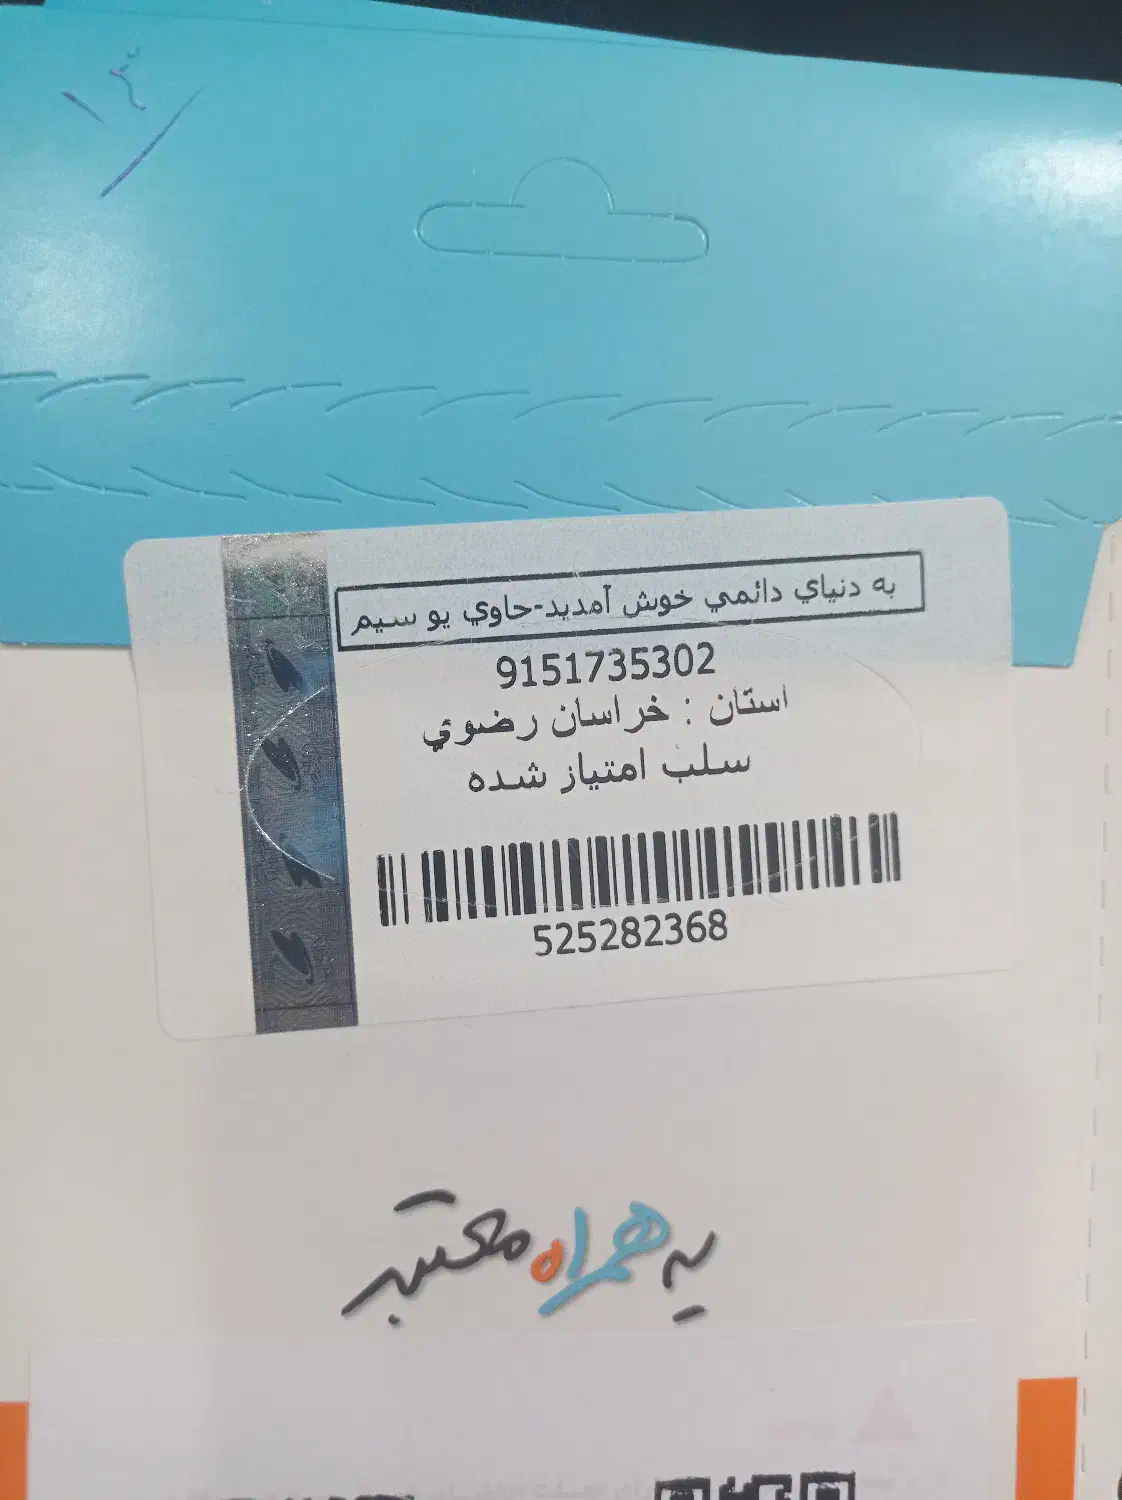 به دنياي دائمي خوش آمديد-حاوي يو سيم
9151735302
استان : خراسان رضوي
سلب امتياز شده
525282368
یه همراه معتبر